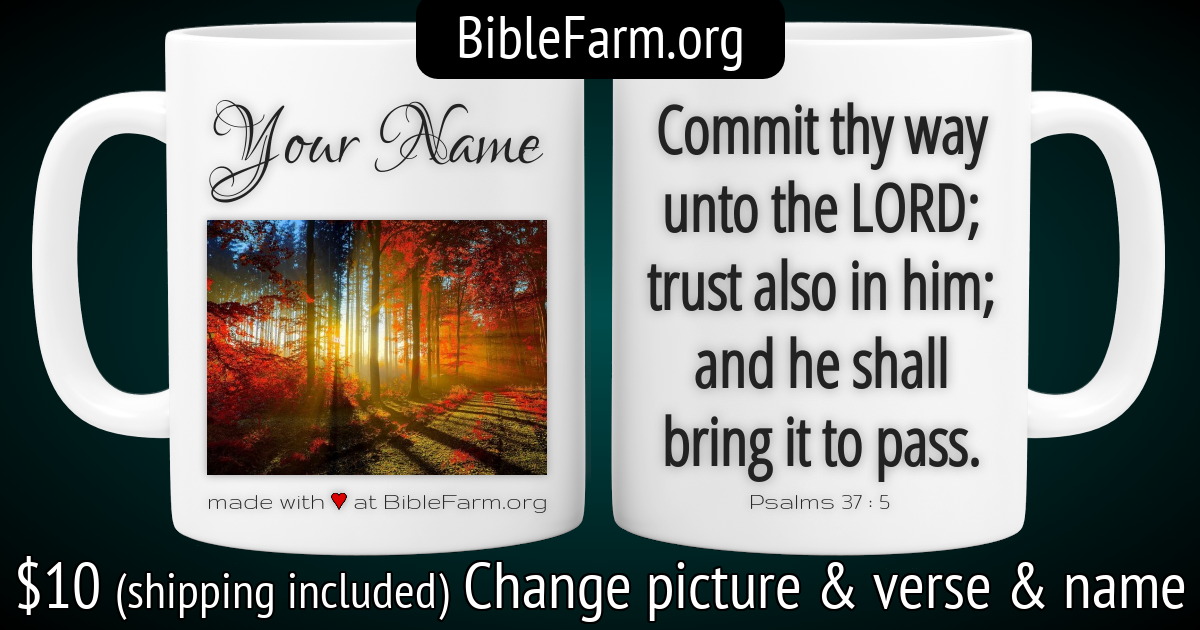 BibleFarm.org
Your Name
made with ♥ at BibleFarm.org
Commit thy way
unto the LORD;
trust also in him;
and he shall
bring it to pass.
Psalms 37 : 5
$10 (shipping included) Change picture & verse & name